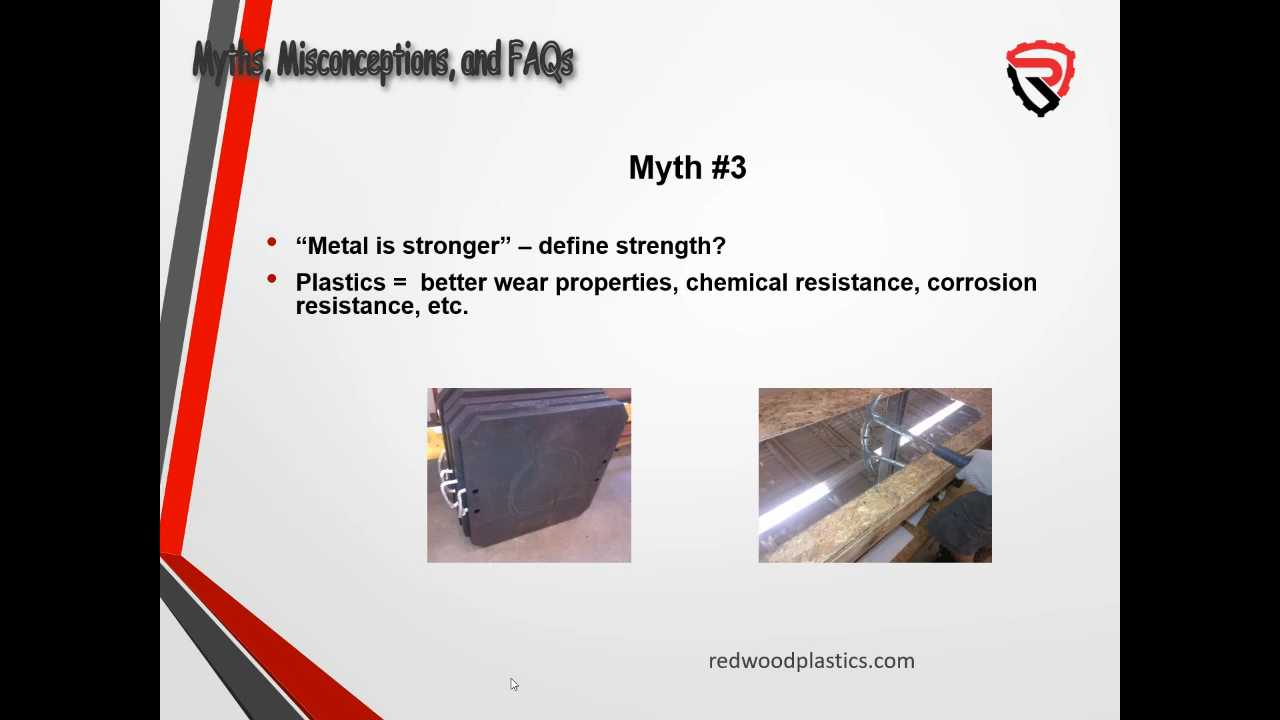 Myths, Misconceptions, and FAQs
Myth #3
• “Metal is stronger” – define strength?
• Plastics =  better wear properties, chemical resistance, corrosion
resistance, etc.
redwoodplastics.com